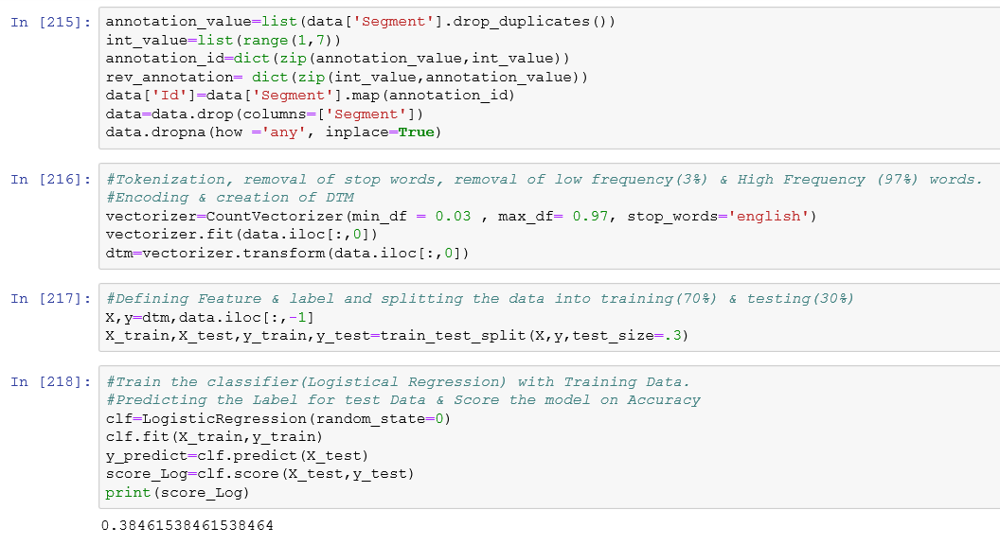 In [215]: annotation_value=list(data['Segment'].drop_duplicates())
int_value=list(range(1,7))
annotation_id=dict(zip(annotation_value,int_value))
rev_annotation= dict(zip(int_value,annotation_value))
data['Id']=data['Segment'].map(annotation_id)
data=data.drop(columns=['Segment'])
data.dropna(how ='any', inplace=True)
In [216]: #Tokenization, removal of stop words, removal of low frequency(3%) & High Frequency (97%) words.
#Encoding & creation of DTM
vectorizer=CountVectorizer(min_df = 0.03 , max_df= 0.97, stop_words='english')
vectorizer.fit(data.iloc[:,0])
dtm=vectorizer.transform(data.iloc[:,0])
In [217]: #Defining Feature & label and splitting the data into training(70%) & testing(30%)
X,y=dtm,data.iloc[:,-1]
X_train,X_test,y_train,y_test=train_test_split(X,y,test_size=.3)
In [218]: #Train the classifier(Logistical Regression) with Training Data.
#Predicting the Label for test Data & Score the model on Accuracy
clf=LogisticRegression(random_state=0)
clf.fit(X_train,y_train)
y_predict=clf.predict(X_test)
score_Log=clf.score(X_test,y_test)
print(score_Log)
0.38461538461538464